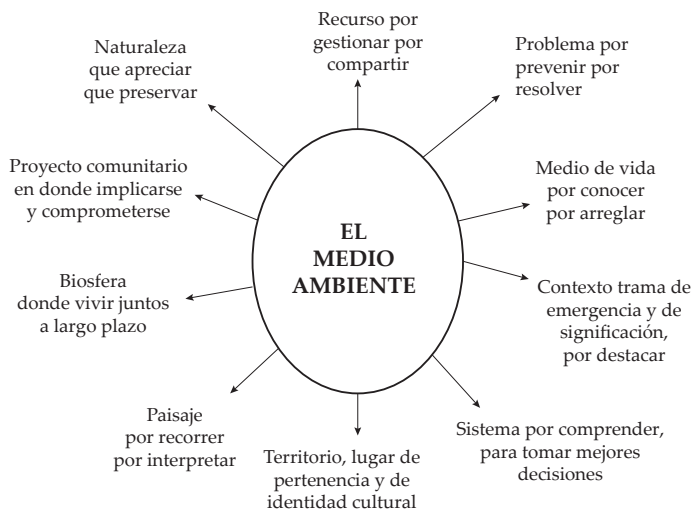 Recurso por
gestionar por
compartir
Naturaleza
que apreciar
que preservar
Problema por
prevenir por
resolver
Proyecto comunitario
en donde implicarse
y comprometerse
Medio de vida
por conocer
por arreglar
EL
MEDIO
AMBIENTE
Biosfera
donde vivir juntos
a largo plazo
Contexto trama de
emergencia y de
significación,
por destacar
Paisaje
por recorrer
por interpretar
Territorio, lugar de
pertenencia y de
identidad cultural
Sistema por comprender,
para tomar mejores
decisiones